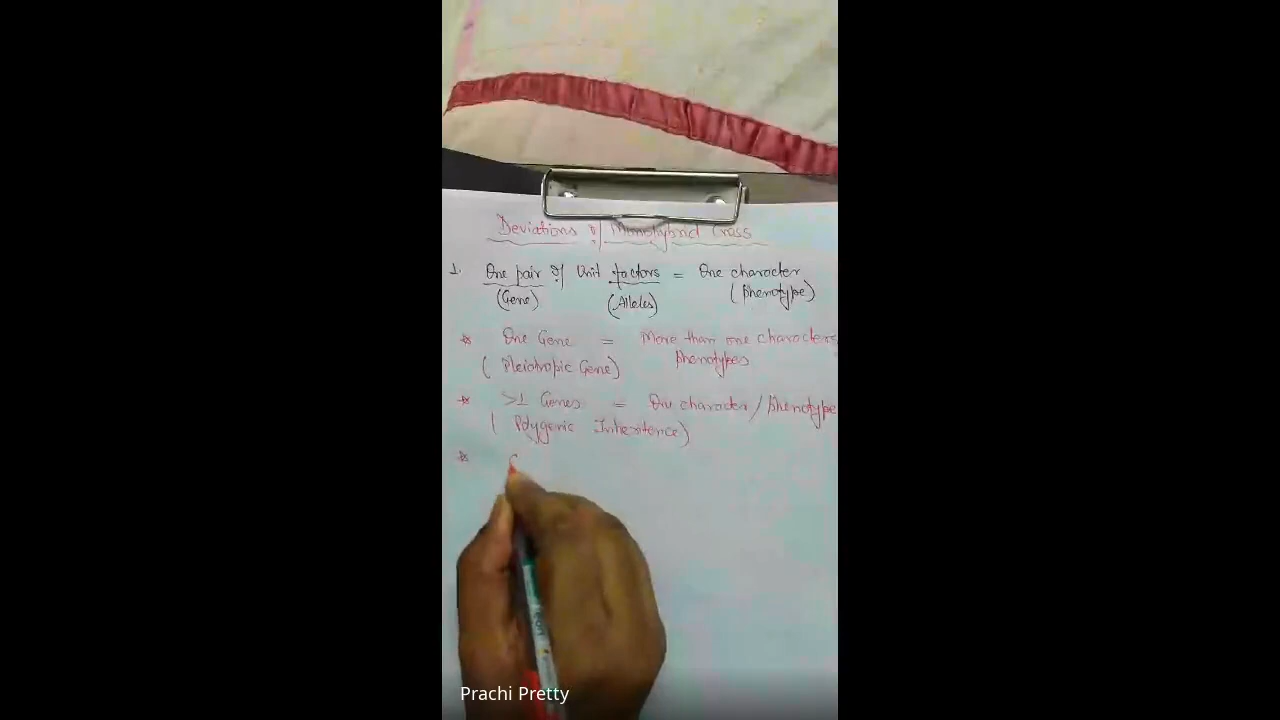 Deviations of Monohybrid Cross
1. One pair of Unit factors = One character
(Gene) (Alleles) (Phenotype)
* One Gene = More than one characters
(Pleiotropic Gene) phenotypes
* >1 Genes = One character/phenotype
(Polygenic Inheritence)
*
Prachi Pretty